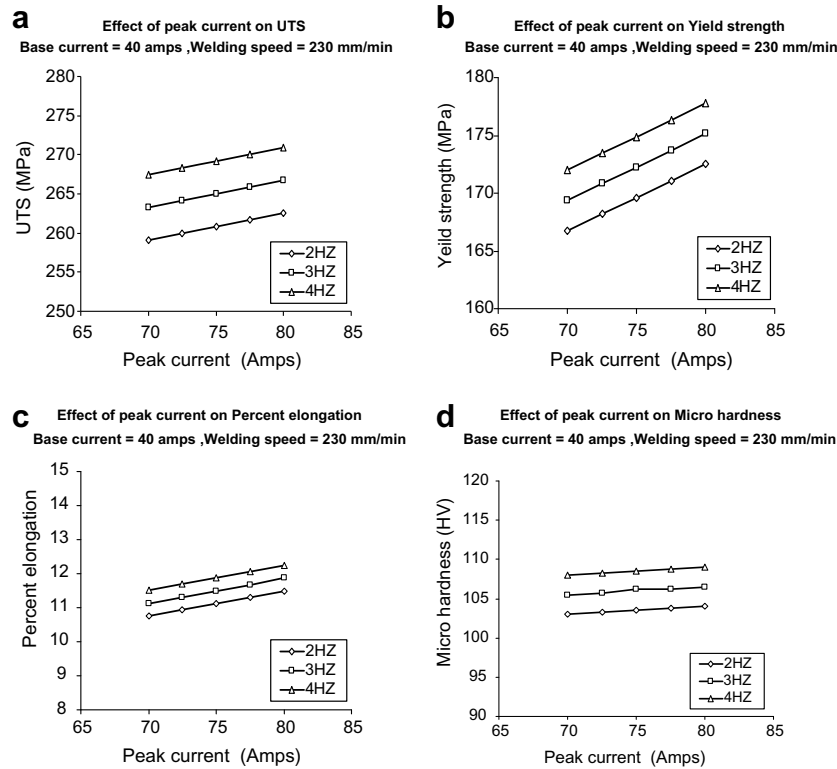 a
Effect of peak current on UTS
Base current = 40 amps ,Welding speed = 230 mm/min
280
275
270
265
260
255
250
UTS (MPa)
2HZ
3HZ
4HZ
65 70 75 80 85
Peak current (Amps)
b
Effect of peak current on Yield strength
Base current = 40 amps ,Welding speed = 230 mm/min
180
175
170
165
160
Yeild strength (MPa)
2HZ
3HZ
4HZ
65 70 75 80 85
Peak current (Amps)
c
Effect of peak current on Percent elongation
Base current = 40 amps ,Welding speed = 230 mm/min
15
14
13
12
11
10
9
8
Percent elongation
2HZ
3HZ
4HZ
65 70 75 80 85
Peak current (Amps)
d
Effect of peak current on Micro hardness
Base current = 40 amps ,Welding speed = 230 mm/min
120
115
110
105
100
95
90
Micro hardness (HV)
2HZ
3HZ
4HZ
65 70 75 80 85
Peak current (Amps)